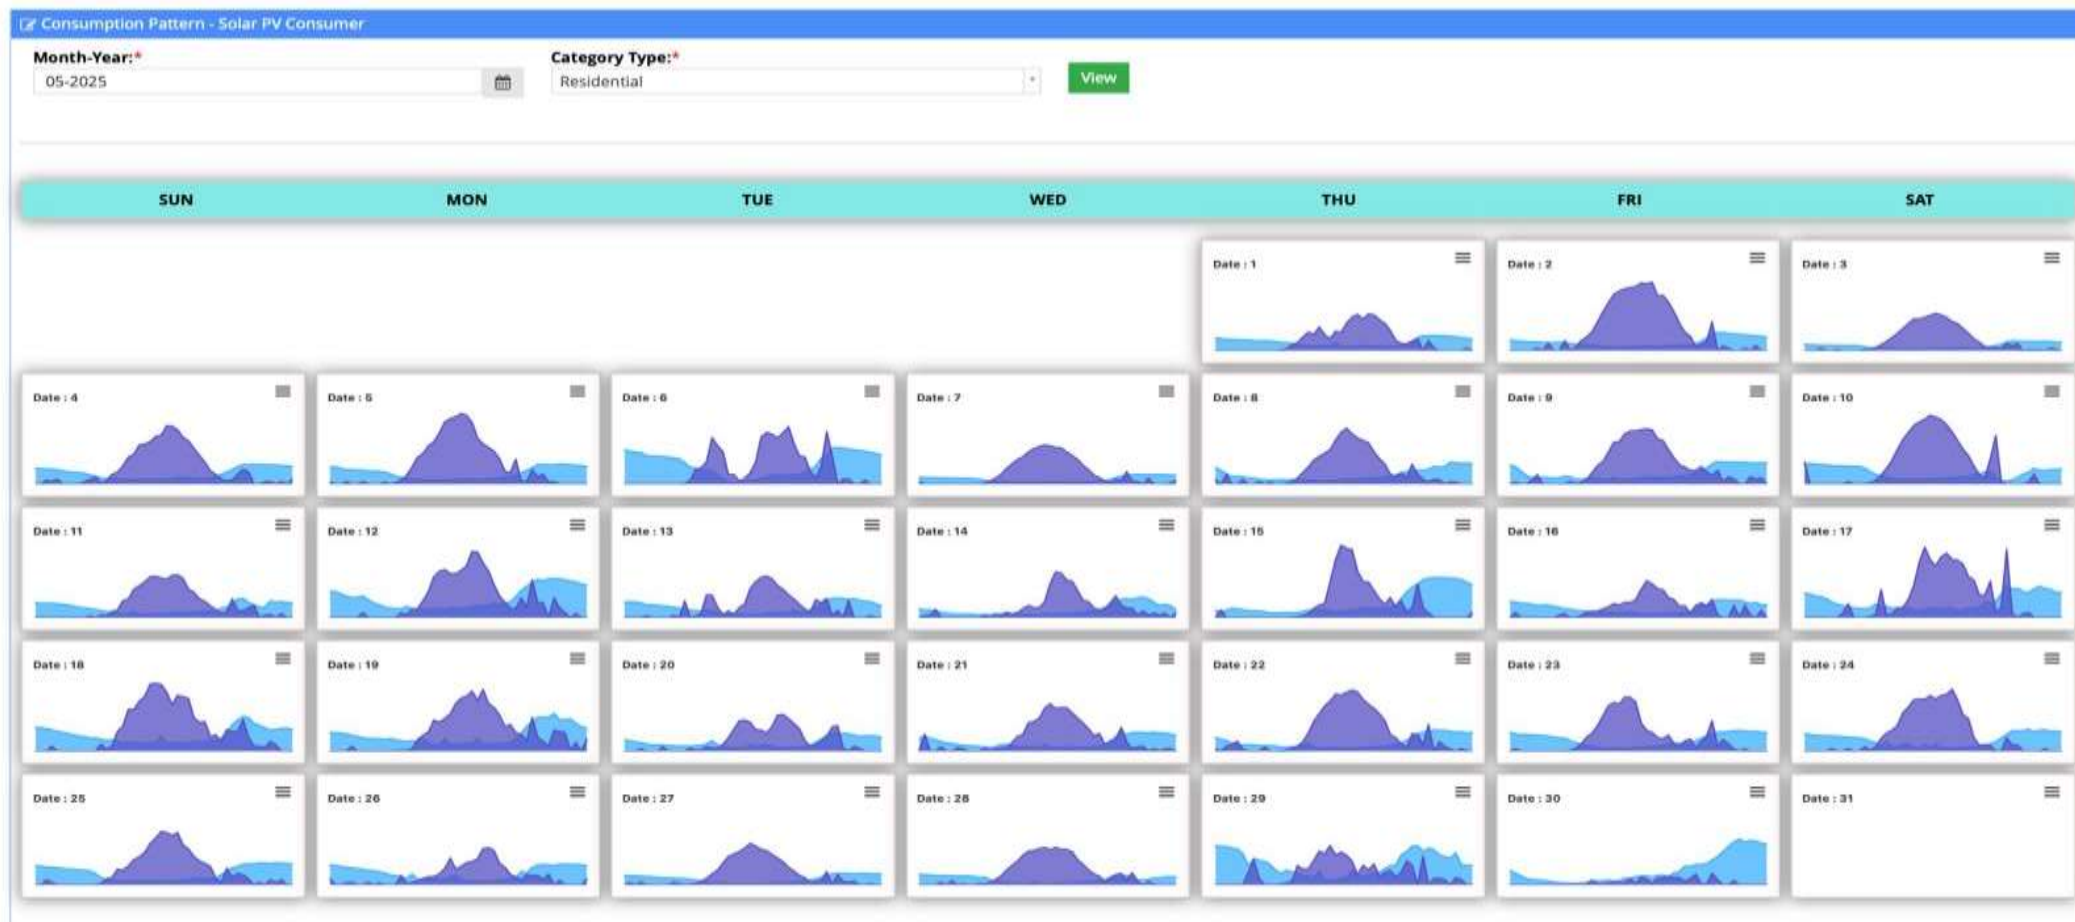 Consumption Pattern - Solar PV Consumer
Month-Year:* Category Type:*
05-2025 Residential View
SUN MON TUE WED THU FRI SAT
Date : 1 Date : 2 Date : 3
Date : 4 Date : 5 Date : 6 Date : 7 Date : 8 Date : 9 Date : 10
Date : 11 Date : 12 Date : 13 Date : 14 Date : 15 Date : 16 Date : 17
Date : 18 Date : 19 Date : 20 Date : 21 Date : 22 Date : 23 Date : 24
Date : 25 Date : 26 Date : 27 Date : 28 Date : 29 Date : 30 Date : 31